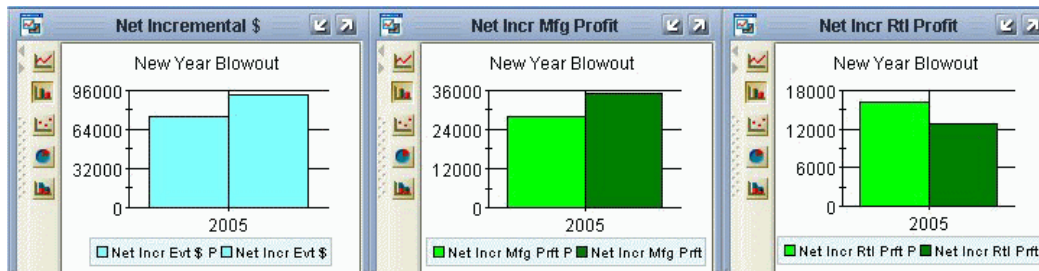 Net Incremental $
New Year Blowout
96000
64000
32000
0
2005
Net Incr Evt $ P Net Incr Evt $
Net Incr Mfg Profit
New Year Blowout
36000
24000
12000
0
2005
Net Incr Mfg Prft P Net Incr Mfg Prft
Net Incr Rtl Profit
New Year Blowout
18000
12000
6000
0
2005
Net Incr Rtl Prft P Net Incr Rtl Prft